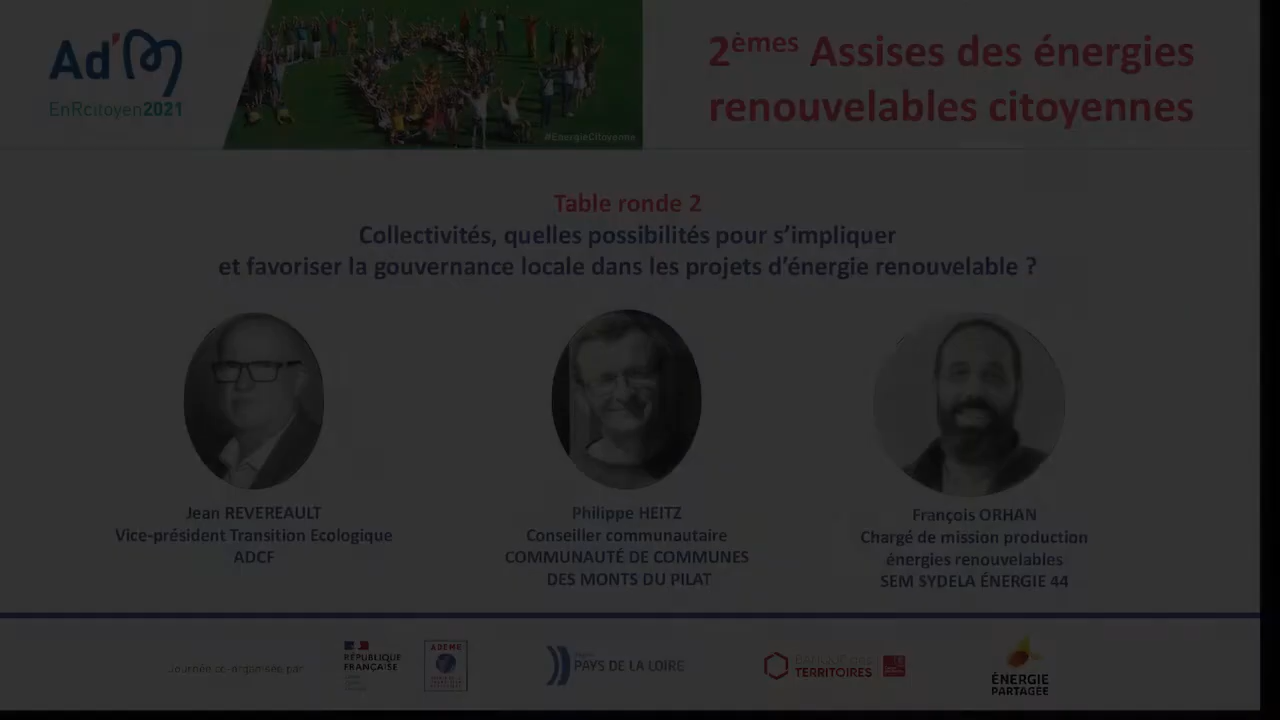 Ad'M
EnRcitoyen2021
#EnergieCitoyenne
2èmes Assises des énergies
renouvelables citoyennes
Table ronde 2
Collectivités, quelles possibilités pour s’impliquer
et favoriser la gouvernance locale dans les projets d’énergie renouvelable ?
Jean REVEREAULT
Vice-président Transition Ecologique
ADCF
Philippe HEITZ
Conseiller communautaire
COMMUNAUTÉ DE COMMUNES
DES MONTS DU PILAT
François ORHAN
Chargé de mission production
énergies renouvelables
SEM SYDELA ÉNERGIE 44
Journée co-organisée par
RÉPUBLIQUE
FRANÇAISE
ADEME
PAYS DE LA LOIRE
BANQUE des
TERRITOIRES
ÉNERGIE
PARTAGÉE